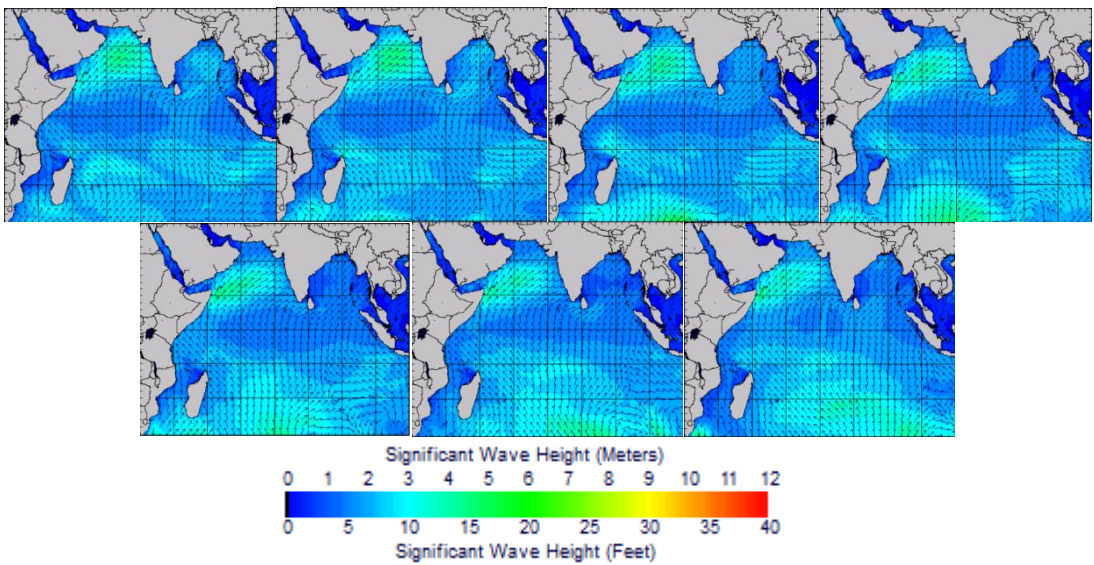 Significant Wave Height (Meters)
0 1 2 3 4 5 6 7 8 9 10 11 12
0 5 10 15 20 25 30 35 40
Significant Wave Height (Feet)